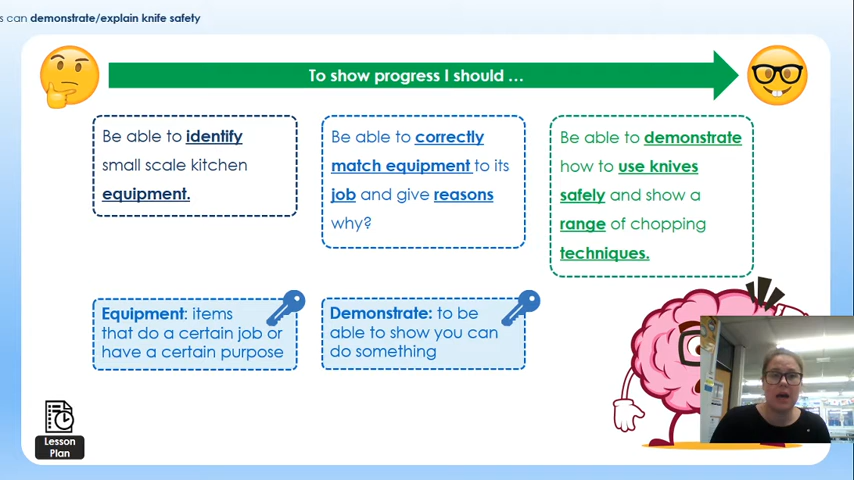 s can demonstrate/explain knife safety
To show progress I should ...
Be able to identify
small scale kitchen
equipment.
Be able to correctly
match equipment to its
job and give reasons
why?
Be able to demonstrate
how to use knives
safely and show a
range of chopping
techniques.
Equipment: items
that do a certain job or
have a certain purpose
Demonstrate: to be
able to show you can
do something
Lesson
Plan